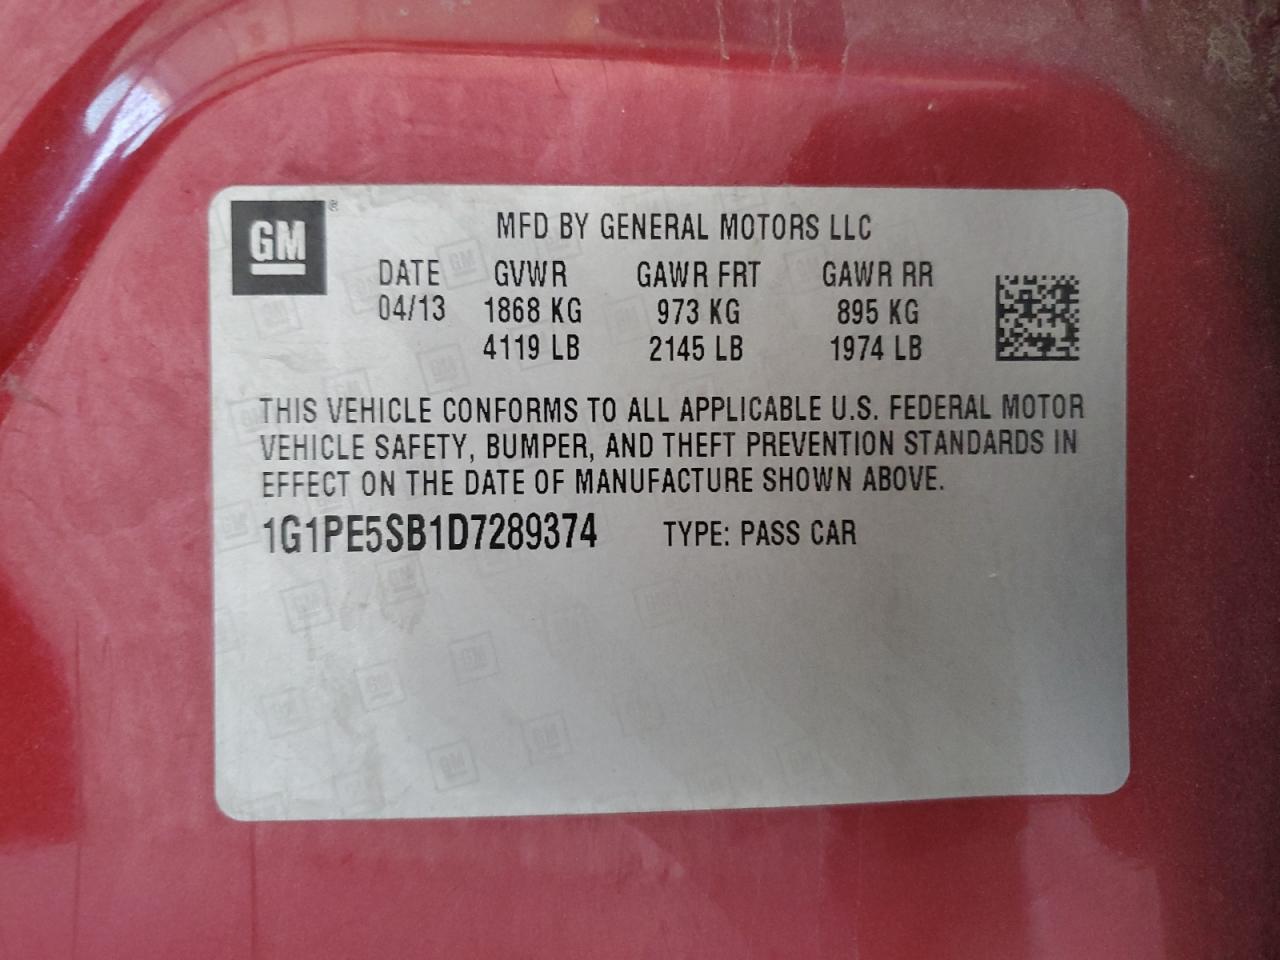 GM®
MFD BY GENERAL MOTORS LLC
DATE GVWR GAWR FRT GAWR RR
04/13 1868 KG 973 KG 895 KG
4119 LB 2145 LB 1974 LB
THIS VEHICLE CONFORMS TO ALL APPLICABLE U.S. FEDERAL MOTOR
VEHICLE SAFETY, BUMPER, AND THEFT PREVENTION STANDARDS IN
EFFECT ON THE DATE OF MANUFACTURE SHOWN ABOVE.
1G1PE5SB1D7289374 TYPE: PASS CAR